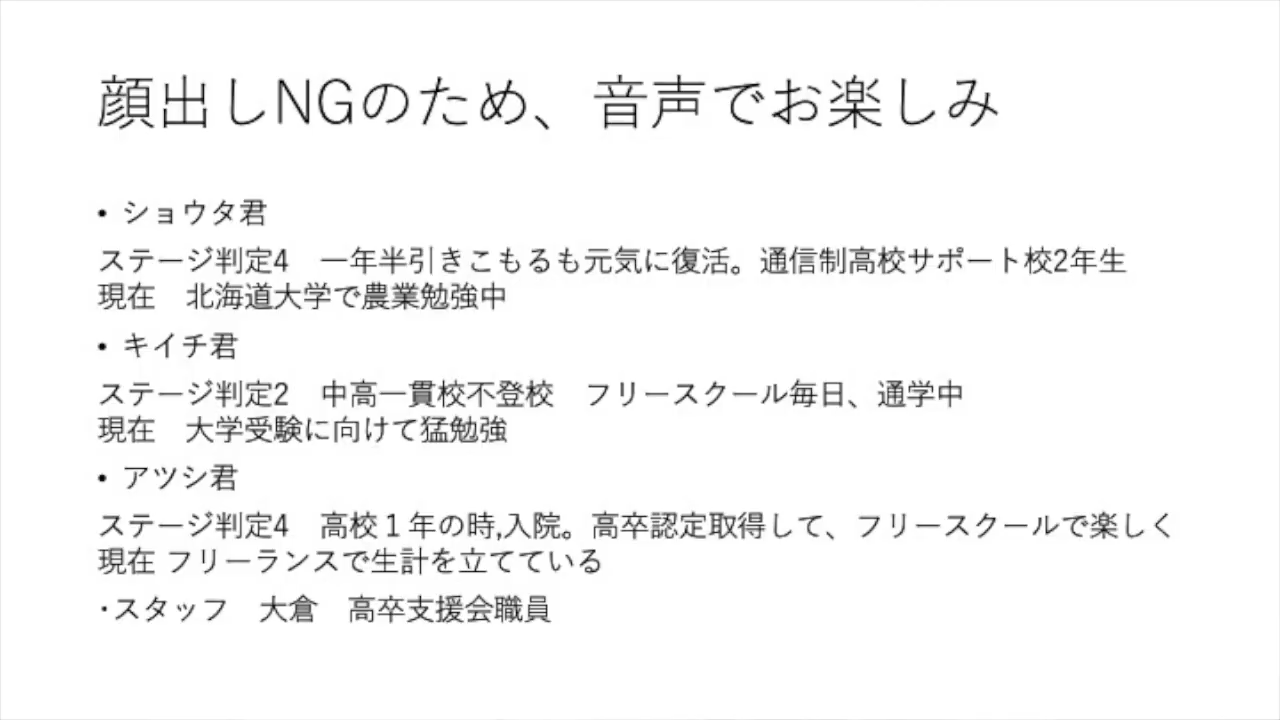 顔出しNGのため、音声でお楽しみ
• ショウタ君
ステージ判定4　一年半引きこもるも元気に復活。通信制高校サポート校2年生
現在　北海道大学で農業勉強中
• キイチ君
ステージ判定2　中高一貫校不登校　フリースクール毎日、通学中
現在　大学受験に向けて猛勉強
• アツシ君
ステージ判定4　高校１年の時,入院。高卒認定取得して、フリースクールで楽しく
現在 フリーランスで生計を立てている
・スタッフ　大倉　高卒支援会職員